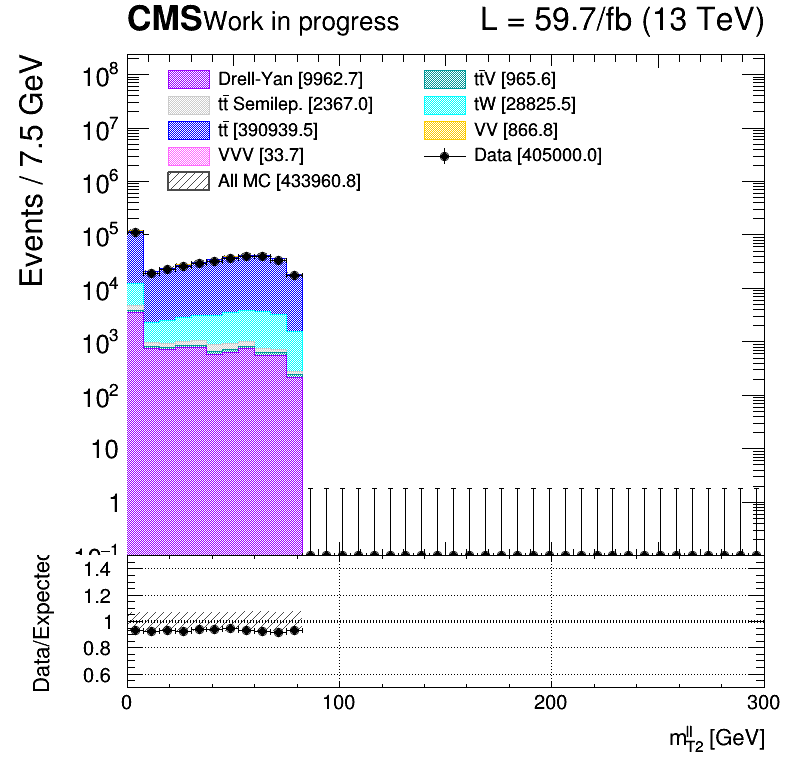 CMS Work in progress L = 59.7/fb (13 TeV)
Events / 7.5 GeV
Drell-Yan [9962.7] tt̄V [965.6]
tt̄ Semilep. [2367.0] tW [28825.5]
tt̄ [390939.5] VV [866.8]
VVV [33.7] Data [405000.0]
All MC [433960.8]
10⁸
10⁷
10⁶
10⁵
10⁴
10³
10²
10
1
10⁻¹
Data/Expected
1.4
1.2
1
0.8
0.6
0 100 200 300
m_T2^ll [GeV]